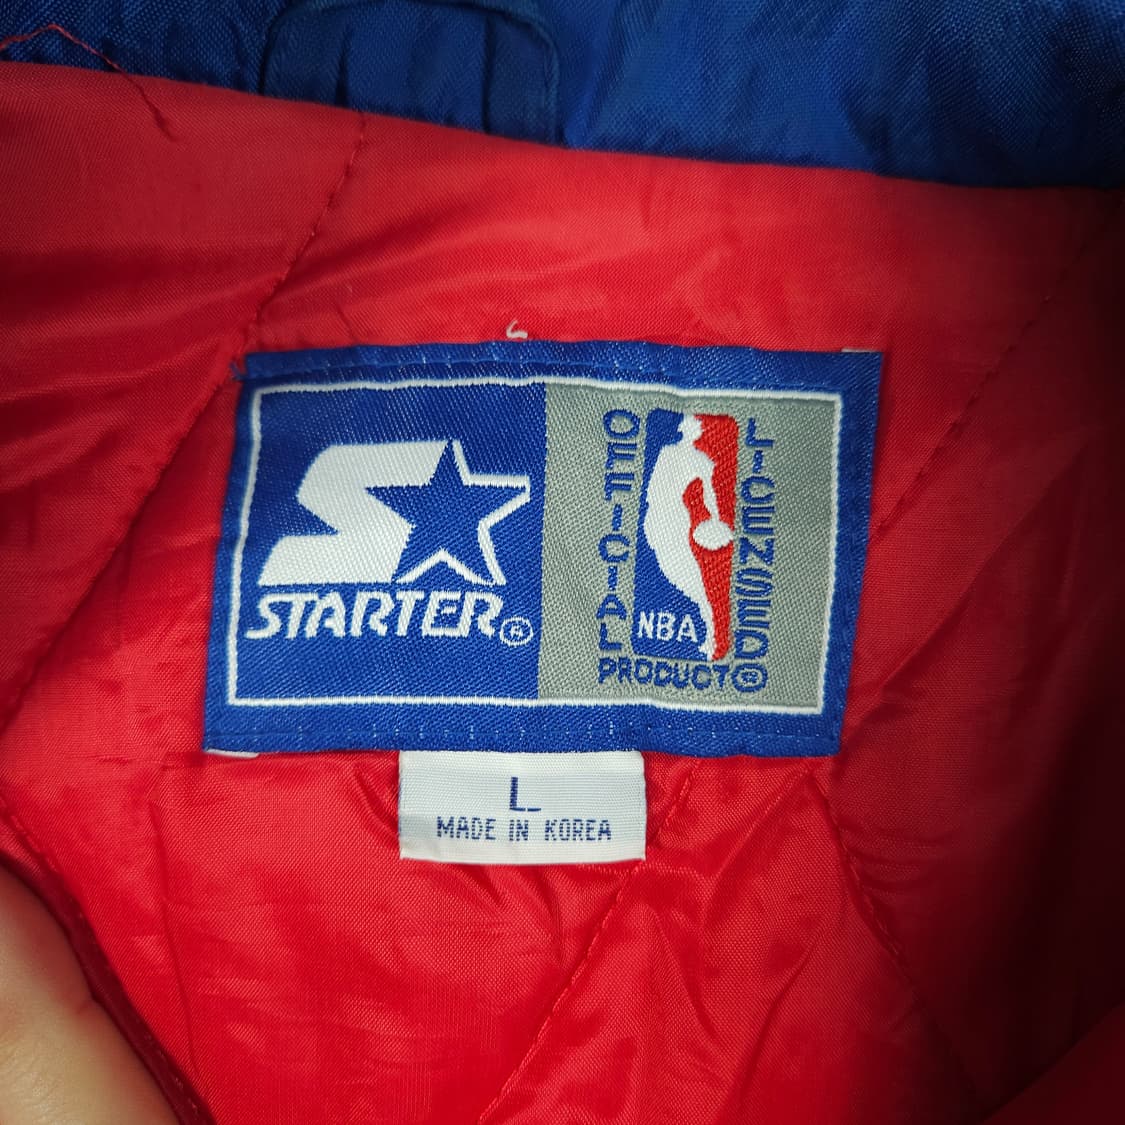 STARTER®
OFFICIAL
LICENSED
NBA
PRODUCT®
L
MADE IN KOREA